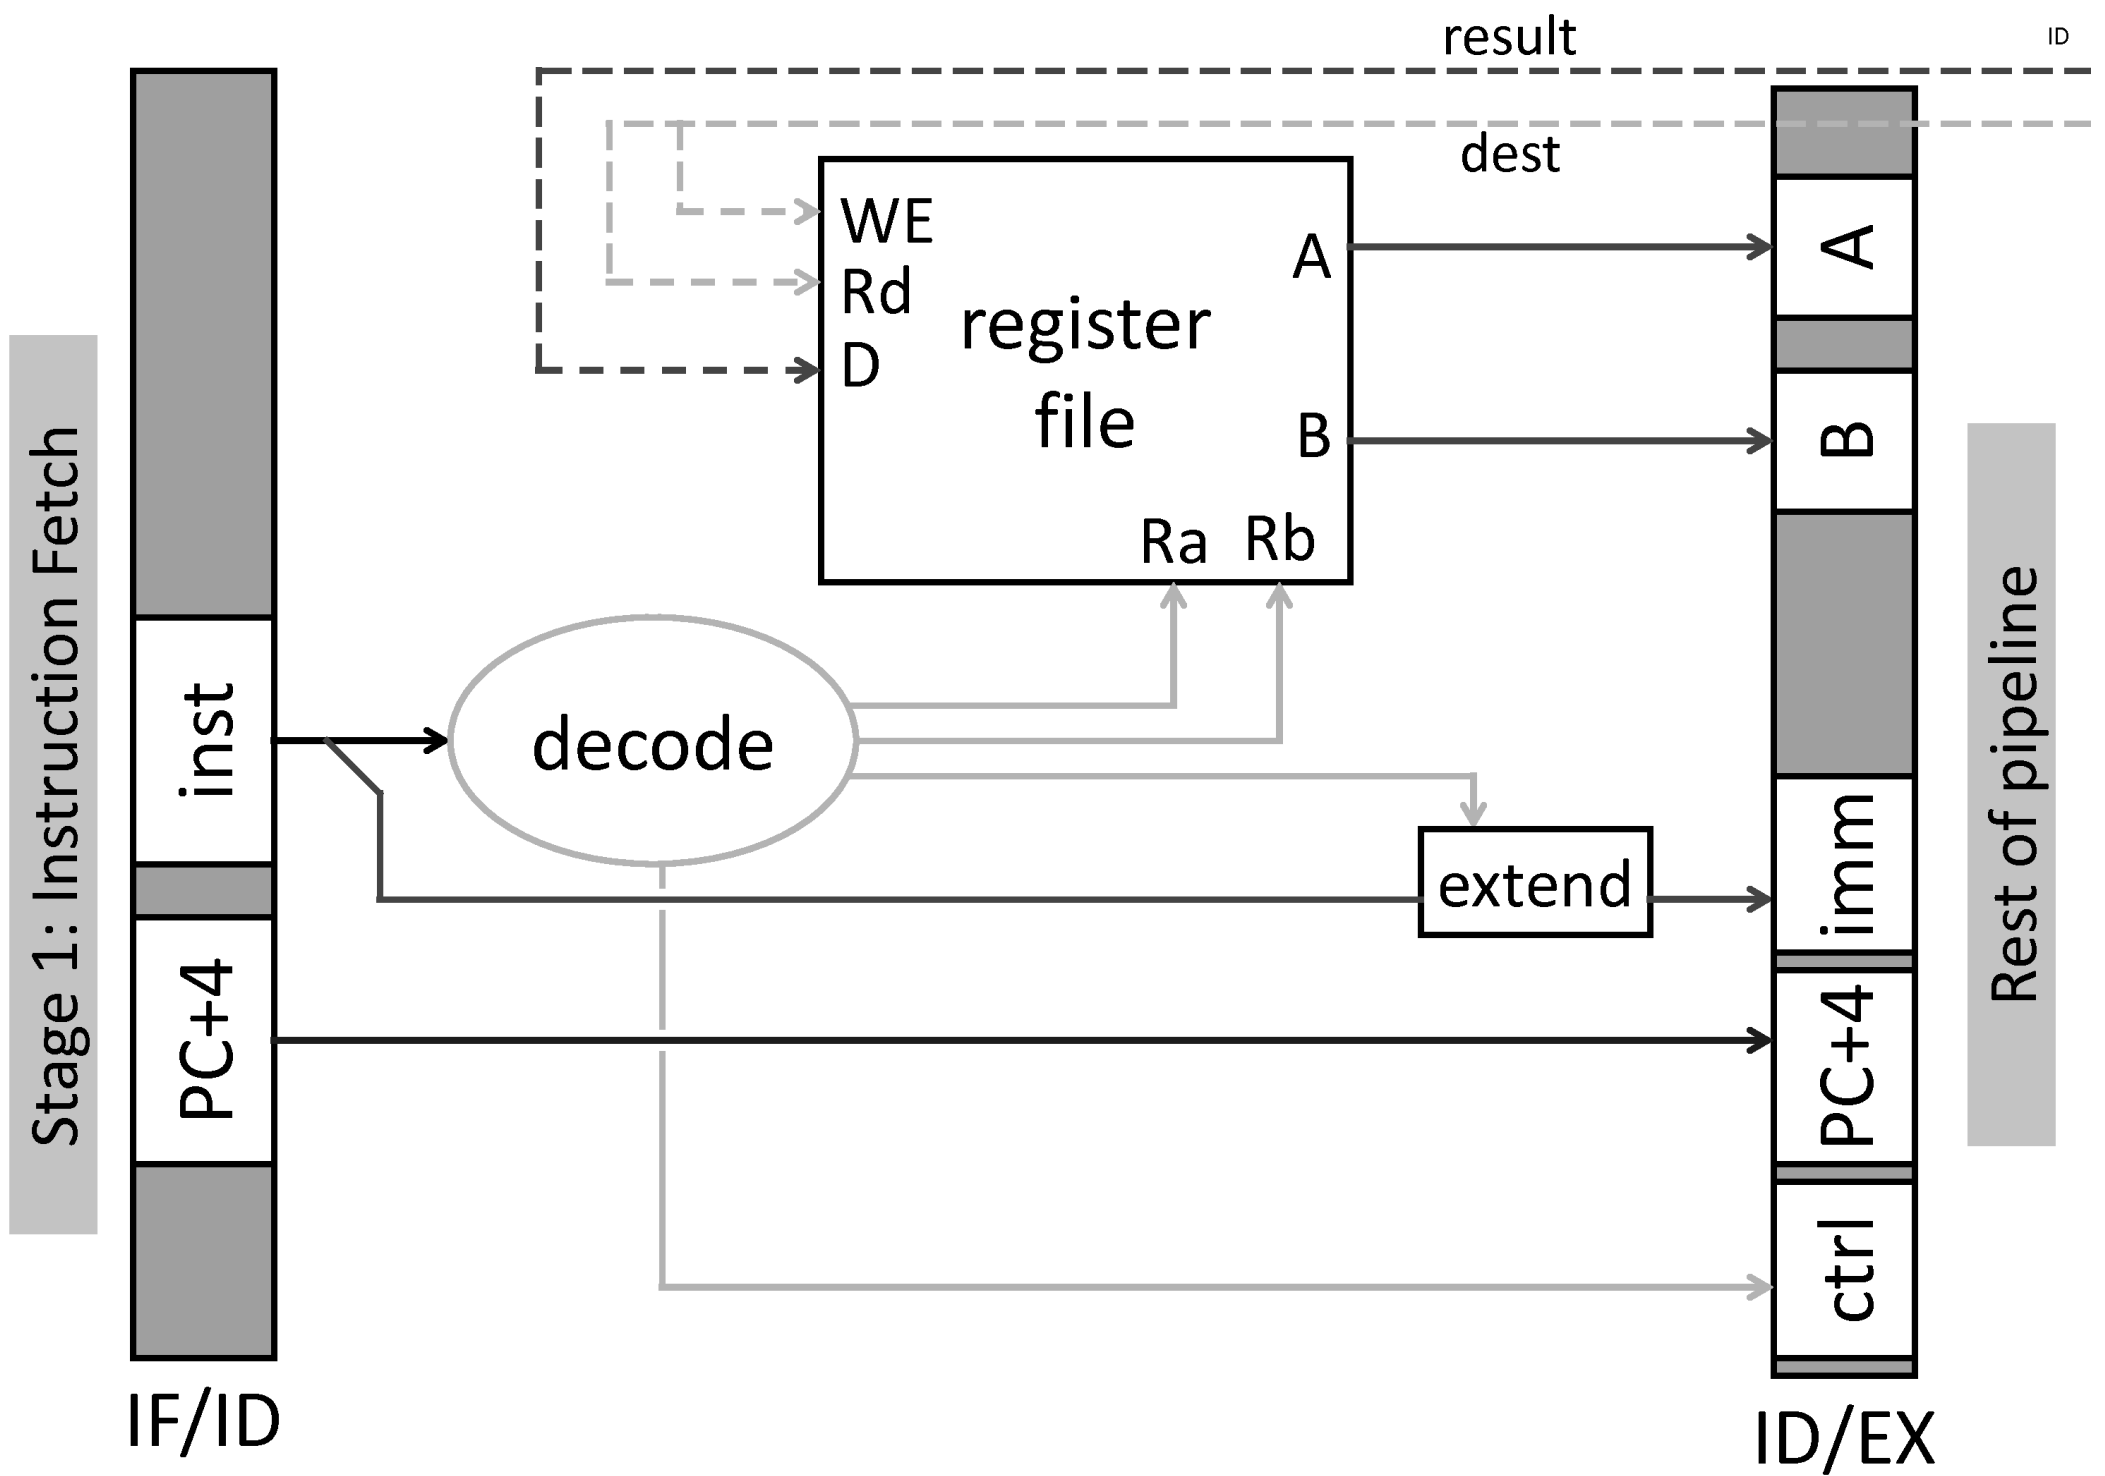 result
ID
dest
WE
Rd
D
register
file
A
B
Ra
Rb
A
B
Stage 1: Instruction Fetch
inst
decode
extend
imm
Rest of pipeline
PC+4
PC+4
ctrl
IF/ID
ID/EX